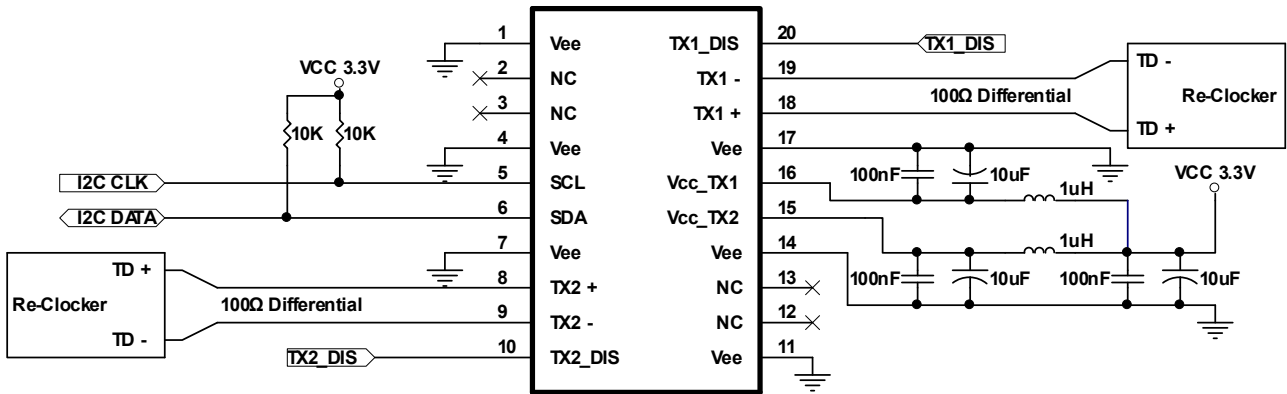 1 Vee TX1_DIS 20 TX1_DIS
VCC 3.3V 2 NC TX1 - 19 TD -
100Ω Differential Re-Clocker
10K 10K 3 NC TX1 + 18 TD +
4 Vee Vee 17
I2C CLK 5 SCL Vcc_TX1 16 100nF 10uF VCC 3.3V
1uH
I2C DATA 6 SDA Vcc_TX2 15
1uH
7 Vee Vee 14
TD + 8 TX2 + NC 13 100nF 10uF 100nF 10uF
Re-Clocker 100Ω Differential
TD - 9 TX2 - NC 12
TX2_DIS 10 TX2_DIS Vee 11